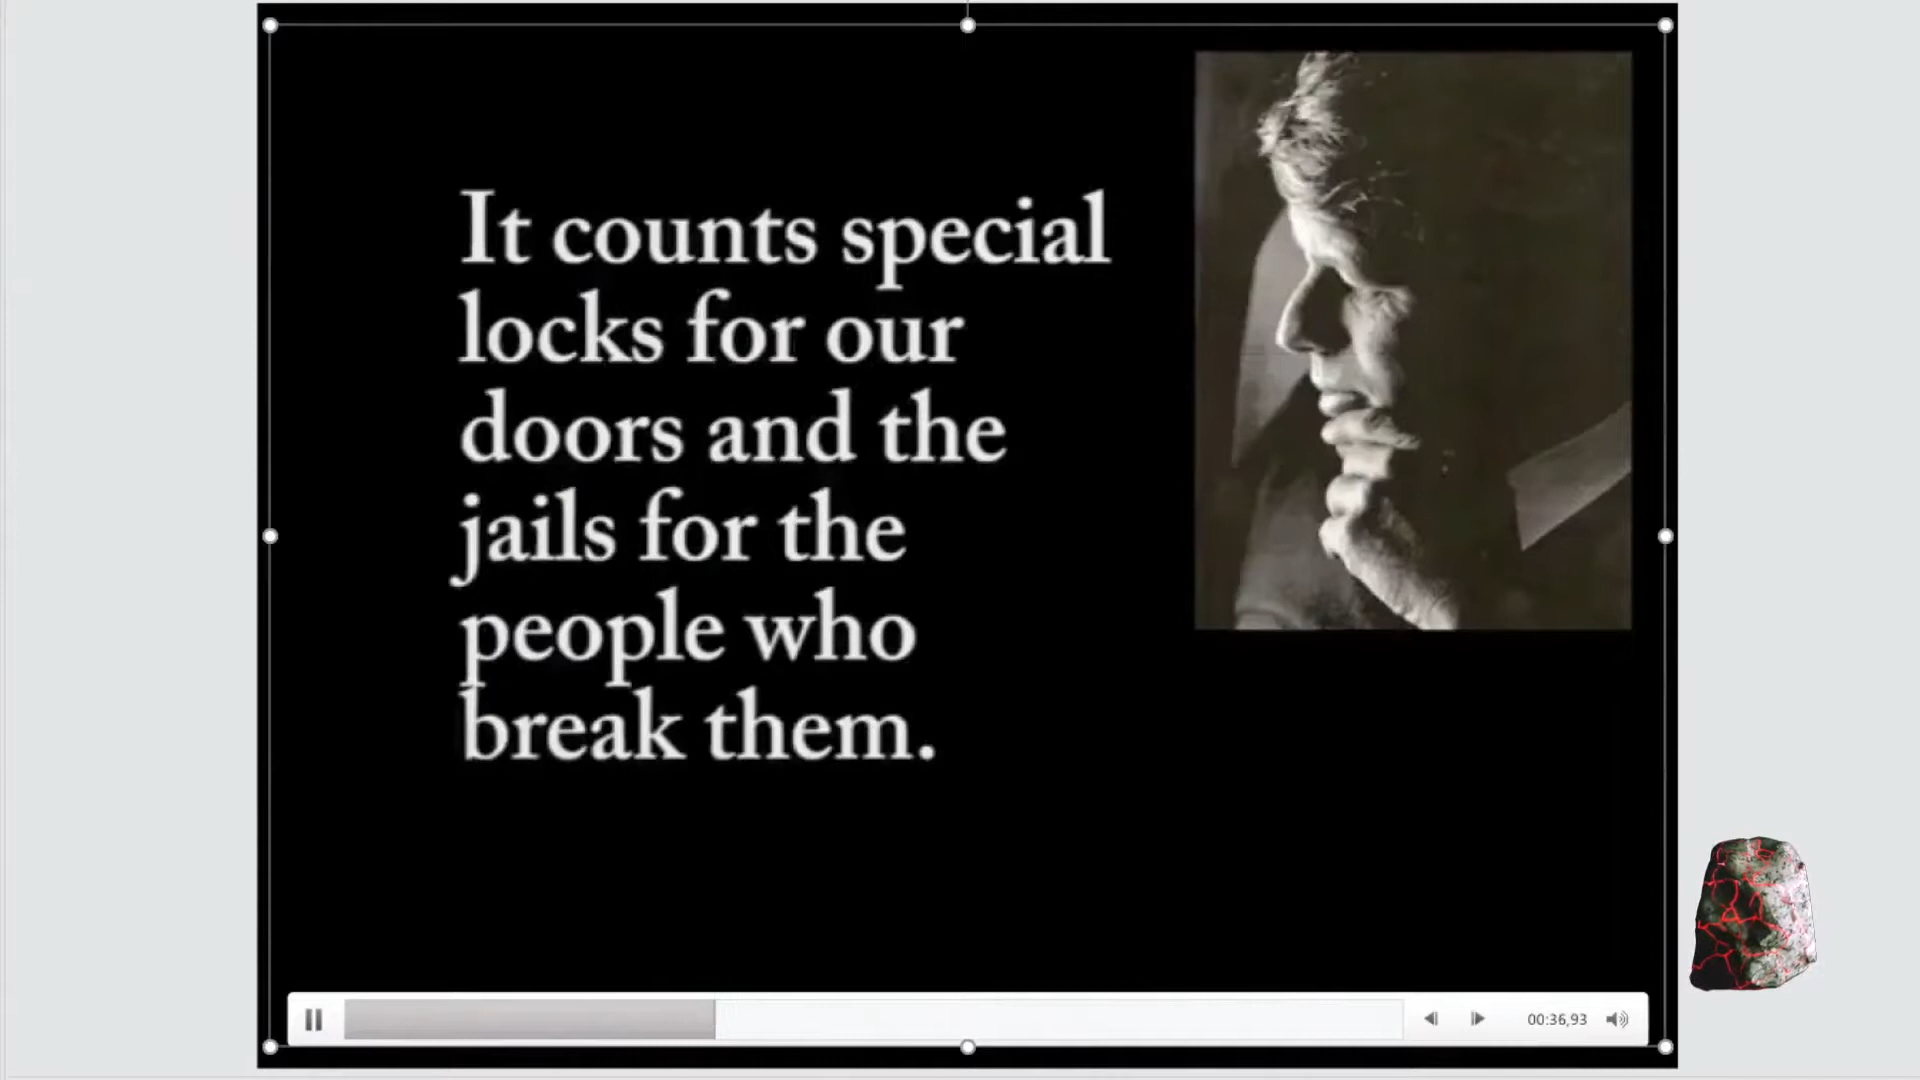 It counts special
locks for our
doors and the
jails for the
people who
break them.
00:36,93